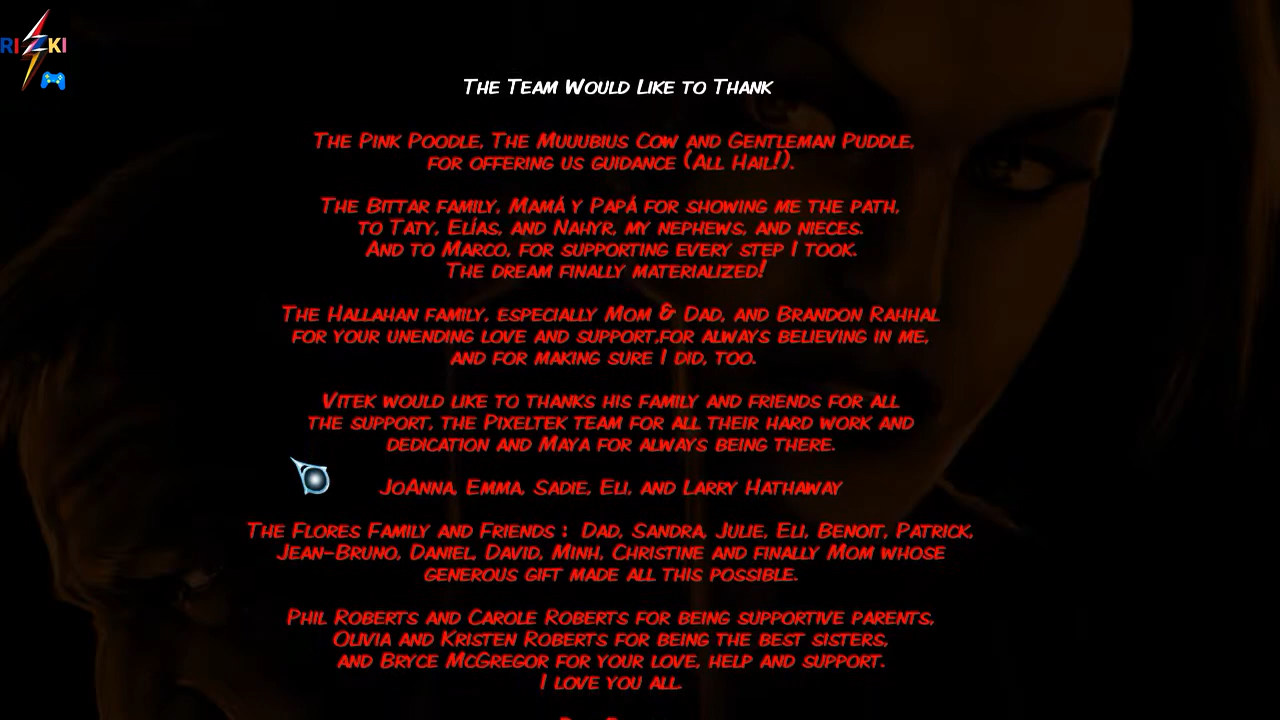 RIZKI
The Team Would Like to Thank
The Pink Poodle, The Muuubius Cow and Gentleman Puddle,
for offering us guidance (All Hail!).
The Bittar family, Mamá y Papá for showing me the path,
to Taty, Elías, and Nahyr, my nephews, and nieces.
And to Marco, for supporting every step I took.
The dream finally materialized!
The Hallahan family, especially Mom & Dad, and Brandon Rahhal
for your unending love and support,for always believing in me,
and for making sure I did, too.
Vitek would like to thanks his family and friends for all
the support, the Pixeltek team for all their hard work and
dedication and Maya for always being there.
JoAnna, Emma, Sadie, Eli, and Larry Hathaway
The Flores Family and Friends : Dad, Sandra, Julie, Eli, Benoit, Patrick,
Jean-Bruno, Daniel, David, Minh, Christine and finally Mom whose
generous gift made all this possible.
Phil Roberts and Carole Roberts for being supportive parents,
Olivia and Kristen Roberts for being the best sisters,
and Bryce McGregor for your love, help and support.
I love you all.